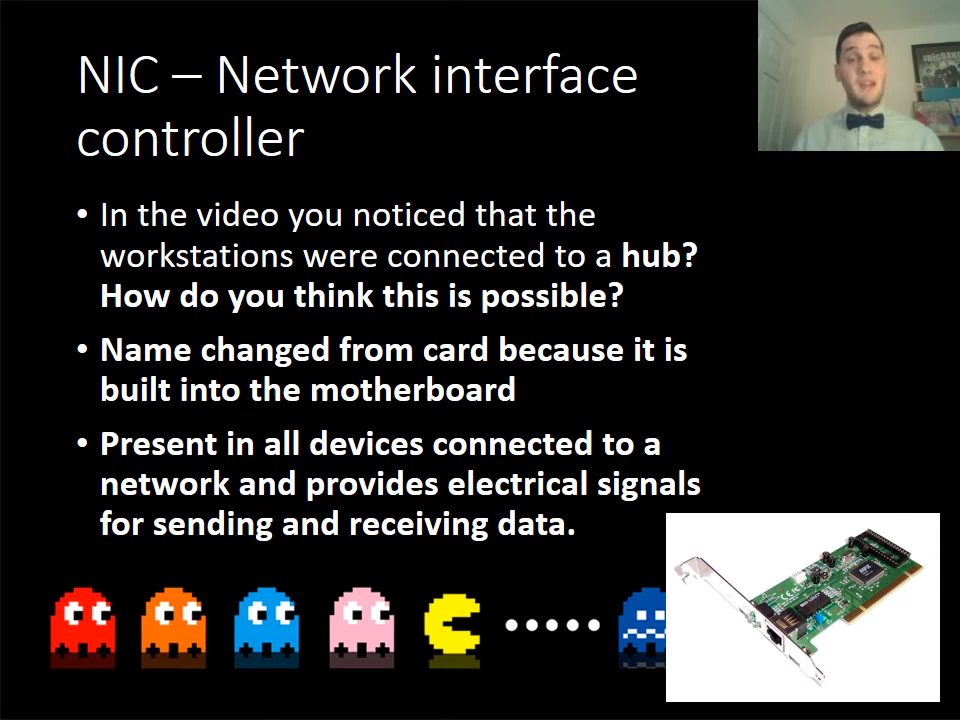 NIC – Network interface
controller
• In the video you noticed that the
workstations were connected to a hub?
How do you think this is possible?
• Name changed from card because it is
built into the motherboard
• Present in all devices connected to a
network and provides electrical signals
for sending and receiving data.